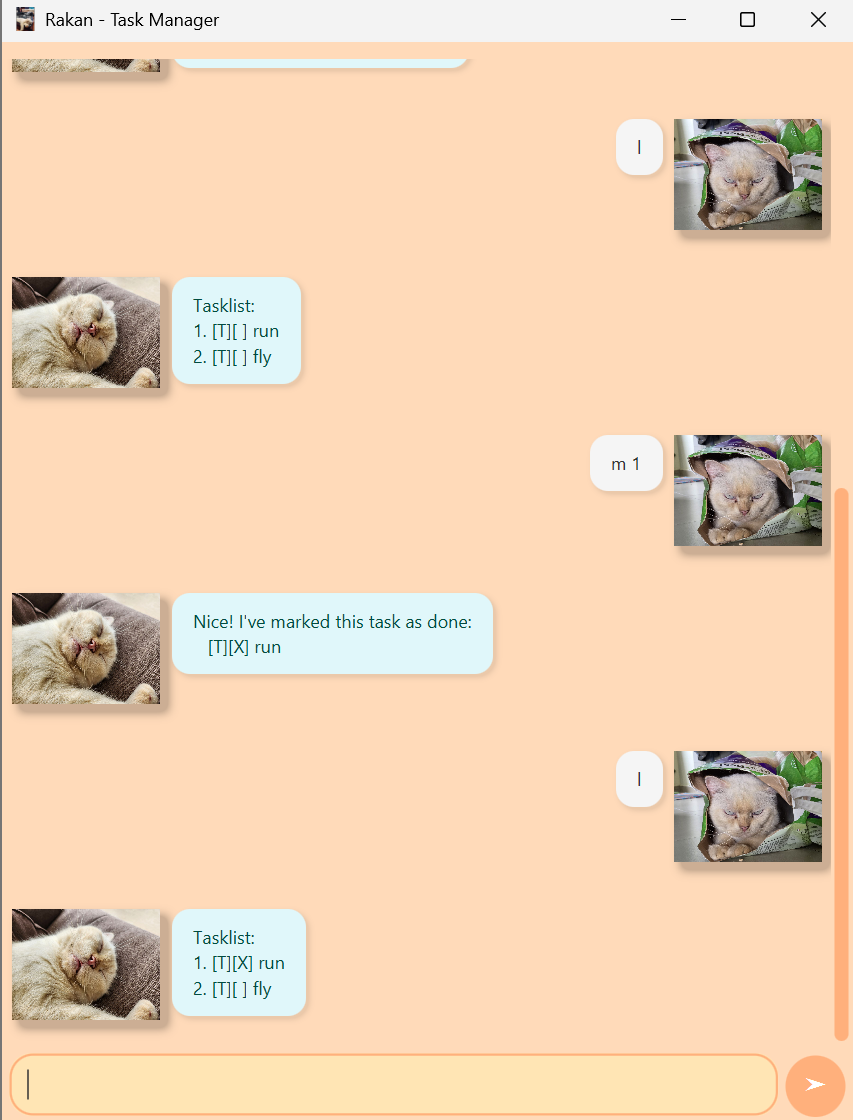 Rakan - Task Manager
l
Tasklist:
1. [T][ ] run
2. [T][ ] fly
m 1
Nice! I've marked this task as done:
[T][X] run
l
Tasklist:
1. [T][X] run
2. [T][ ] fly